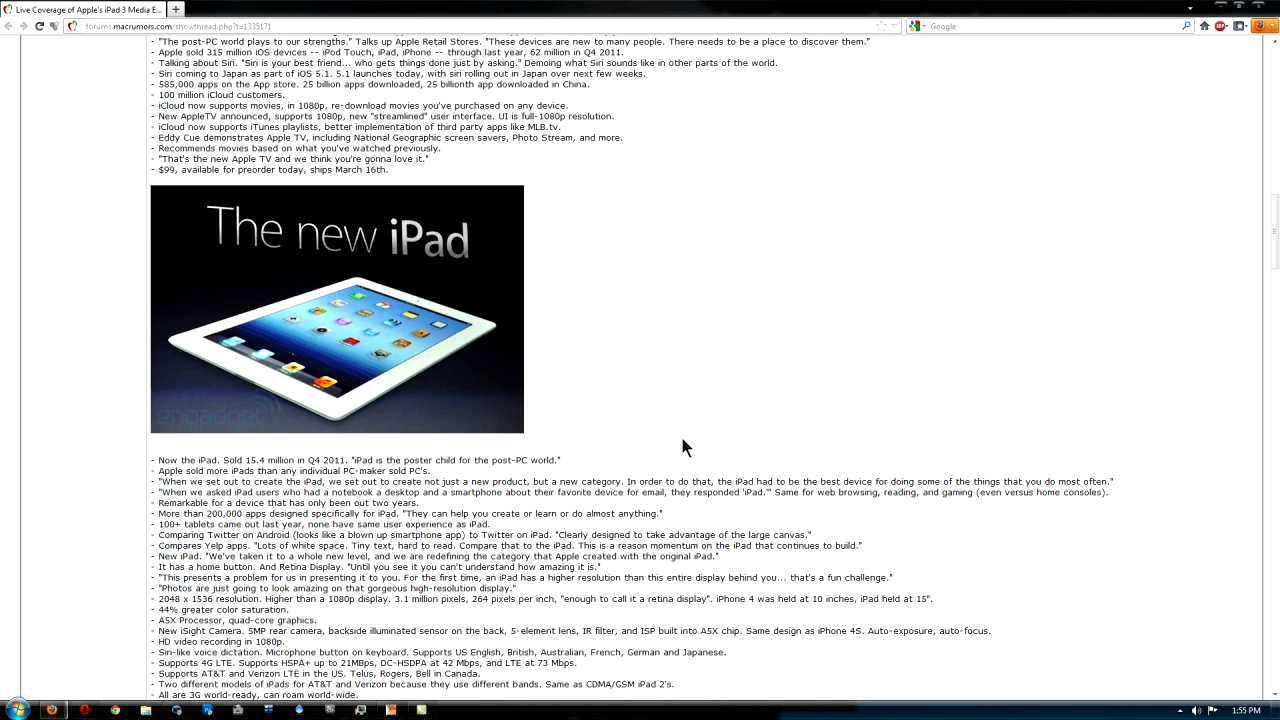 Live Coverage of Apple's iPad 3 Media E...
forums.macrumors.com/showthread.php?t=1335171
Google
- "The post-PC world plays to our strengths." Talks up Apple Retail Stores. "These devices are new to many people. There needs to be a place to discover them."
- Apple sold 315 million iOS devices -- iPod Touch, iPad, iPhone -- through last year, 62 million in Q4 2011.
- Talking about Siri. "Siri is your best friend... who gets things done just by asking." Demoing what Siri sounds like in other parts of the world.
- Siri coming to Japan as part of iOS 5.1. 5.1 launches today, with siri rolling out in Japan over next few weeks.
- 585,000 apps on the App store. 25 billion apps downloaded, 25 billionth app downloaded in China.
- 100 million iCloud customers.
- iCloud now supports movies, in 1080p, re-download movies you've purchased on any device.
- New AppleTV announced, supports 1080p, new "streamlined" user interface. UI is full-1080p resolution.
- iCloud now supports iTunes playlists, better implementation of third party apps like MLB.tv.
- Eddy Cue demonstrates Apple TV, including National Geographic screen savers, Photo Stream, and more.
- Recommends movies based on what you've watched previously.
- "That's the new Apple TV and we think you're gonna love it."
- $99, available for preorder today, ships March 16th.
The new iPad
engadget
- Now the iPad. Sold 15.4 million in Q4 2011. "iPad is the poster child for the post-PC world."
- Apple sold more iPads than any individual PC-maker sold PC's.
- "When we set out to create the iPad, we set out to create not just a new product, but a new category. In order to do that, the iPad had to be the best device for doing some of the things that you do most often."
- "When we asked iPad users who had a notebook a desktop and a smartphone about their favorite device for email, they responded 'iPad.'" Same for web browsing, reading, and gaming (even versus home consoles).
- Remarkable for a device that has only been out two years.
- More than 200,000 apps designed specifically for iPad. "They can help you create or learn or do almost anything."
- 100+ tablets came out last year, none have same user experience as iPad.
- Comparing Twitter on Android (looks like a blown up smartphone app) to Twitter on iPad. "Clearly designed to take advantage of the large canvas."
- Compares Yelp apps. "Lots of white space. Tiny text, hard to read. Compare that to the iPad. This is a reason momentum on the iPad that continues to build."
- New iPad. "We've taken it to a whole new level, and we are redefining the category that Apple created with the original iPad."
- It has a home button. And Retina Display. "Until you see it you can't understand how amazing it is."
- "This presents a problem for us in presenting it to you. For the first time, an iPad has a higher resolution than this entire display behind you... that's a fun challenge."
- "Photos are just going to look amazing on that gorgeous high-resolution display."
- 2048 x 1536 resolution. Higher than a 1080p display. 3.1 million pixels, 264 pixels per inch, "enough to call it a retina display". iPhone 4 was held at 10 inches, iPad held at 15".
- 44% greater color saturation.
- A5X Processor, quad-core graphics.
- New iSight Camera. 5MP rear camera, backside illuminated sensor on the back, 5-element lens, IR filter, and ISP built into A5X chip. Same design as iPhone 4S. Auto-exposure, auto-focus.
- HD video recording in 1080p.
- Siri-like voice dictation. Microphone button on keyboard. Supports US English, British, Australian, French, German and Japanese.
- Supports 4G LTE. Supports HSPA+ up to 21MBps, DC-HSDPA at 42 Mbps, and LTE at 73 Mbps.
- Supports AT&T and Verizon LTE in the US. Telus, Rogers, Bell in Canada.
- Two different models of iPads for AT&T and Verizon because they use different bands. Same as CDMA/GSM iPad 2's.
- All are 3G world-ready, can roam world-wide.
1:55 PM